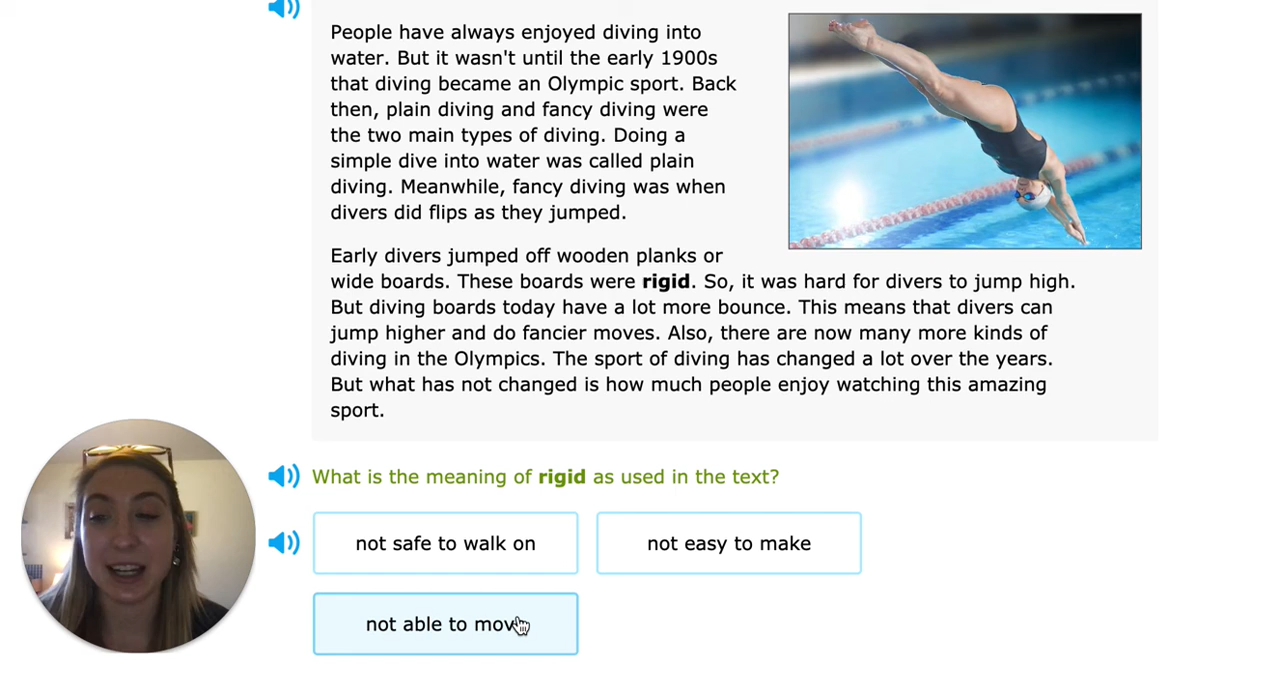 People have always enjoyed diving into
water. But it wasn't until the early 1900s
that diving became an Olympic sport. Back
then, plain diving and fancy diving were
the two main types of diving. Doing a
simple dive into water was called plain
diving. Meanwhile, fancy diving was when
divers did flips as they jumped.
Early divers jumped off wooden planks or
wide boards. These boards were rigid. So, it was hard for divers to jump high.
But diving boards today have a lot more bounce. This means that divers can
jump higher and do fancier moves. Also, there are now many more kinds of
diving in the Olympics. The sport of diving has changed a lot over the years.
But what has not changed is how much people enjoy watching this amazing
sport.
What is the meaning of rigid as used in the text?
not safe to walk on
not easy to make
not able to move